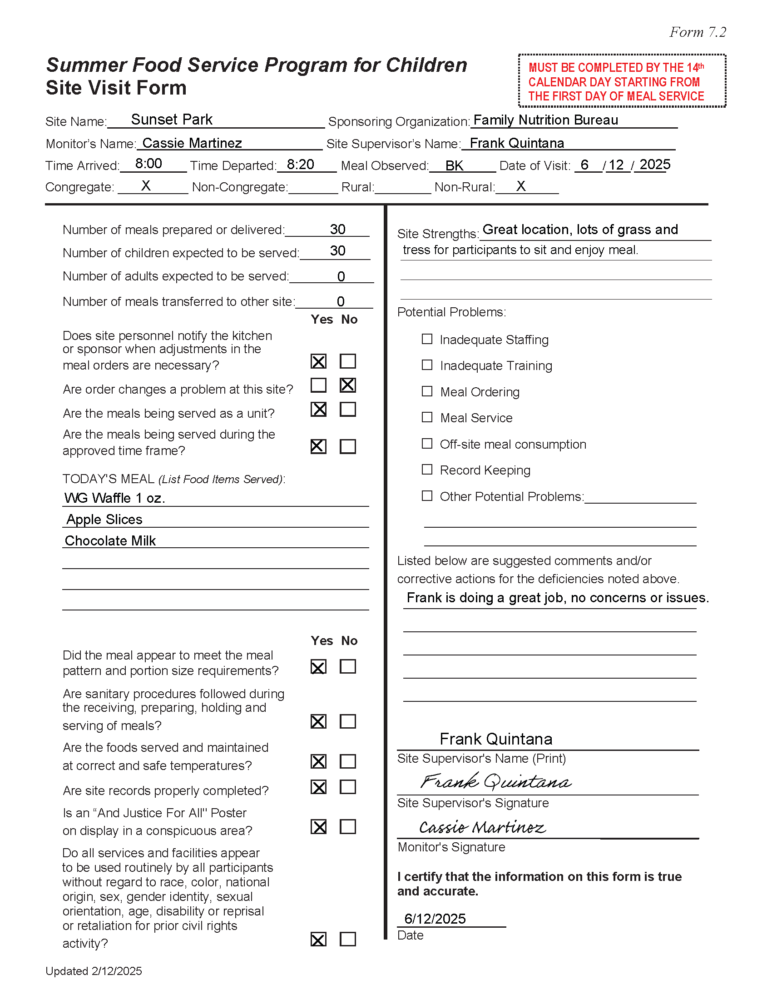 Form 7.2
Summer Food Service Program for Children
Site Visit Form
MUST BE COMPLETED BY THE 14th
CALENDAR DAY STARTING FROM
THE FIRST DAY OF MEAL SERVICE
Site Name: Sunset Park Sponsoring Organization: Family Nutrition Bureau
Monitor's Name: Cassie Martinez Site Supervisor's Name: Frank Quintana
Time Arrived: 8:00 Time Departed: 8:20 Meal Observed: BK Date of Visit: 6 / 12 / 2025
Congregate: X Non-Congregate: Rural: Non-Rural: X
Number of meals prepared or delivered: 30
Number of children expected to be served: 30
Number of adults expected to be served: 0
Number of meals transferred to other site: 0
Yes No
Does site personnel notify the kitchen
or sponsor when adjustments in the
meal orders are necessary?
Are order changes a problem at this site?
Are the meals being served as a unit?
Are the meals being served during the
approved time frame?
TODAY'S MEAL (List Food Items Served):
WG Waffle 1 oz.
Apple Slices
Chocolate Milk
Yes No
Did the meal appear to meet the meal
pattern and portion size requirements?
Are sanitary procedures followed during
the receiving, preparing, holding and
serving of meals?
Are the foods served and maintained
at correct and safe temperatures?
Are site records properly completed?
Is an “And Justice For All" Poster
on display in a conspicuous area?
Do all services and facilities appear
to be used routinely by all participants
without regard to race, color, national
origin, sex, gender identity, sexual
orientation, age, disability or reprisal
or retaliation for prior civil rights
activity?
Site Strengths: Great location, lots of grass and
tress for participants to sit and enjoy meal.
Potential Problems:
Inadequate Staffing
Inadequate Training
Meal Ordering
Meal Service
Off-site meal consumption
Record Keeping
Other Potential Problems:
Listed below are suggested comments and/or
corrective actions for the deficiencies noted above.
Frank is doing a great job, no concerns or issues.
Frank Quintana
Site Supervisor's Name (Print)
Frank Quintana
Site Supervisor's Signature
Cassie Martinez
Monitor's Signature
I certify that the information on this form is true
and accurate.
6/12/2025
Date
Updated 2/12/2025